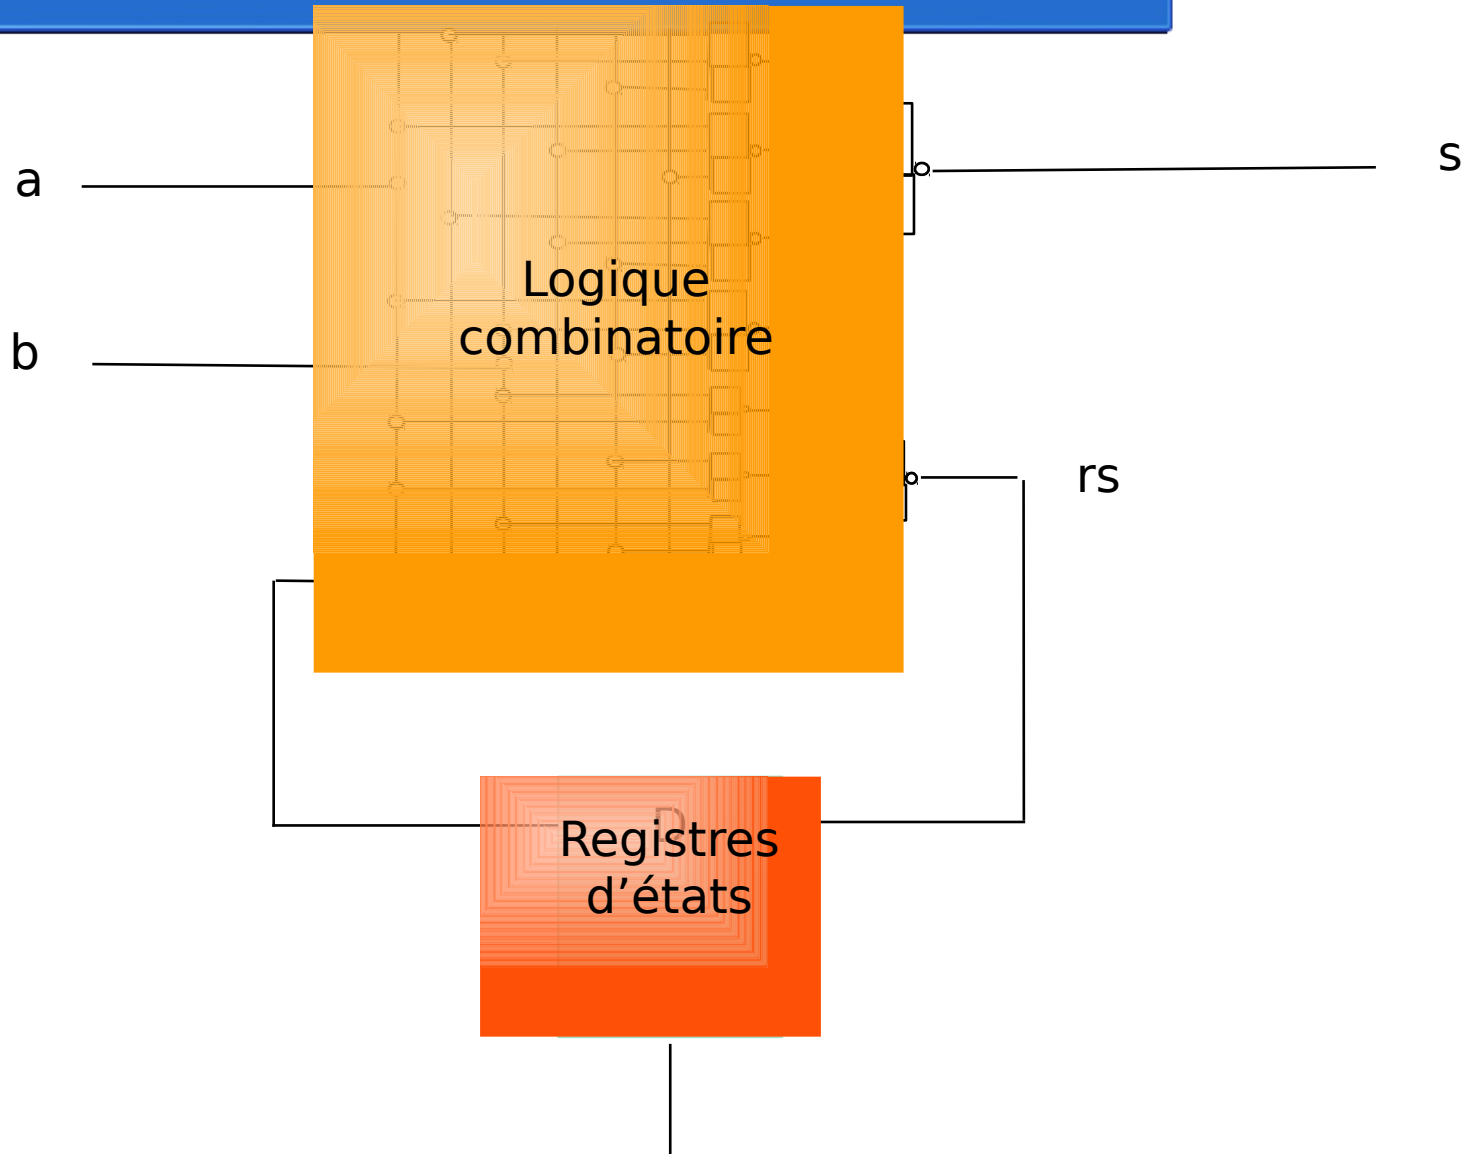 a
s
Logique
combinatoire
b
rs
D
Registres
d’états